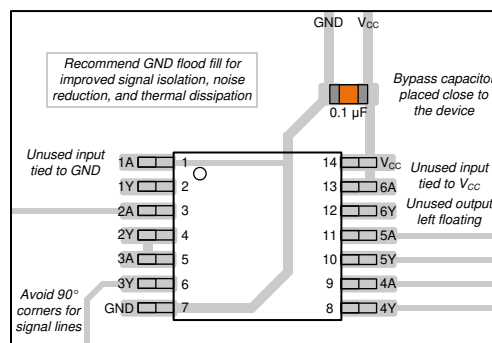 GND VCC
Recommend GND flood fill for
improved signal isolation, noise
reduction, and thermal dissipation
Bypass capacitor
placed close to
the device
0.1 µF
Unused input
tied to GND
1A 1 14 VCC
1Y 2 13 6A
2A 3 12 6Y
2Y 4 11 5A
3A 5 10 5Y
3Y 6 9 4A
GND 7 8 4Y
Unused input
tied to VCC
Unused output
left floating
Avoid 90°
corners for
signal lines